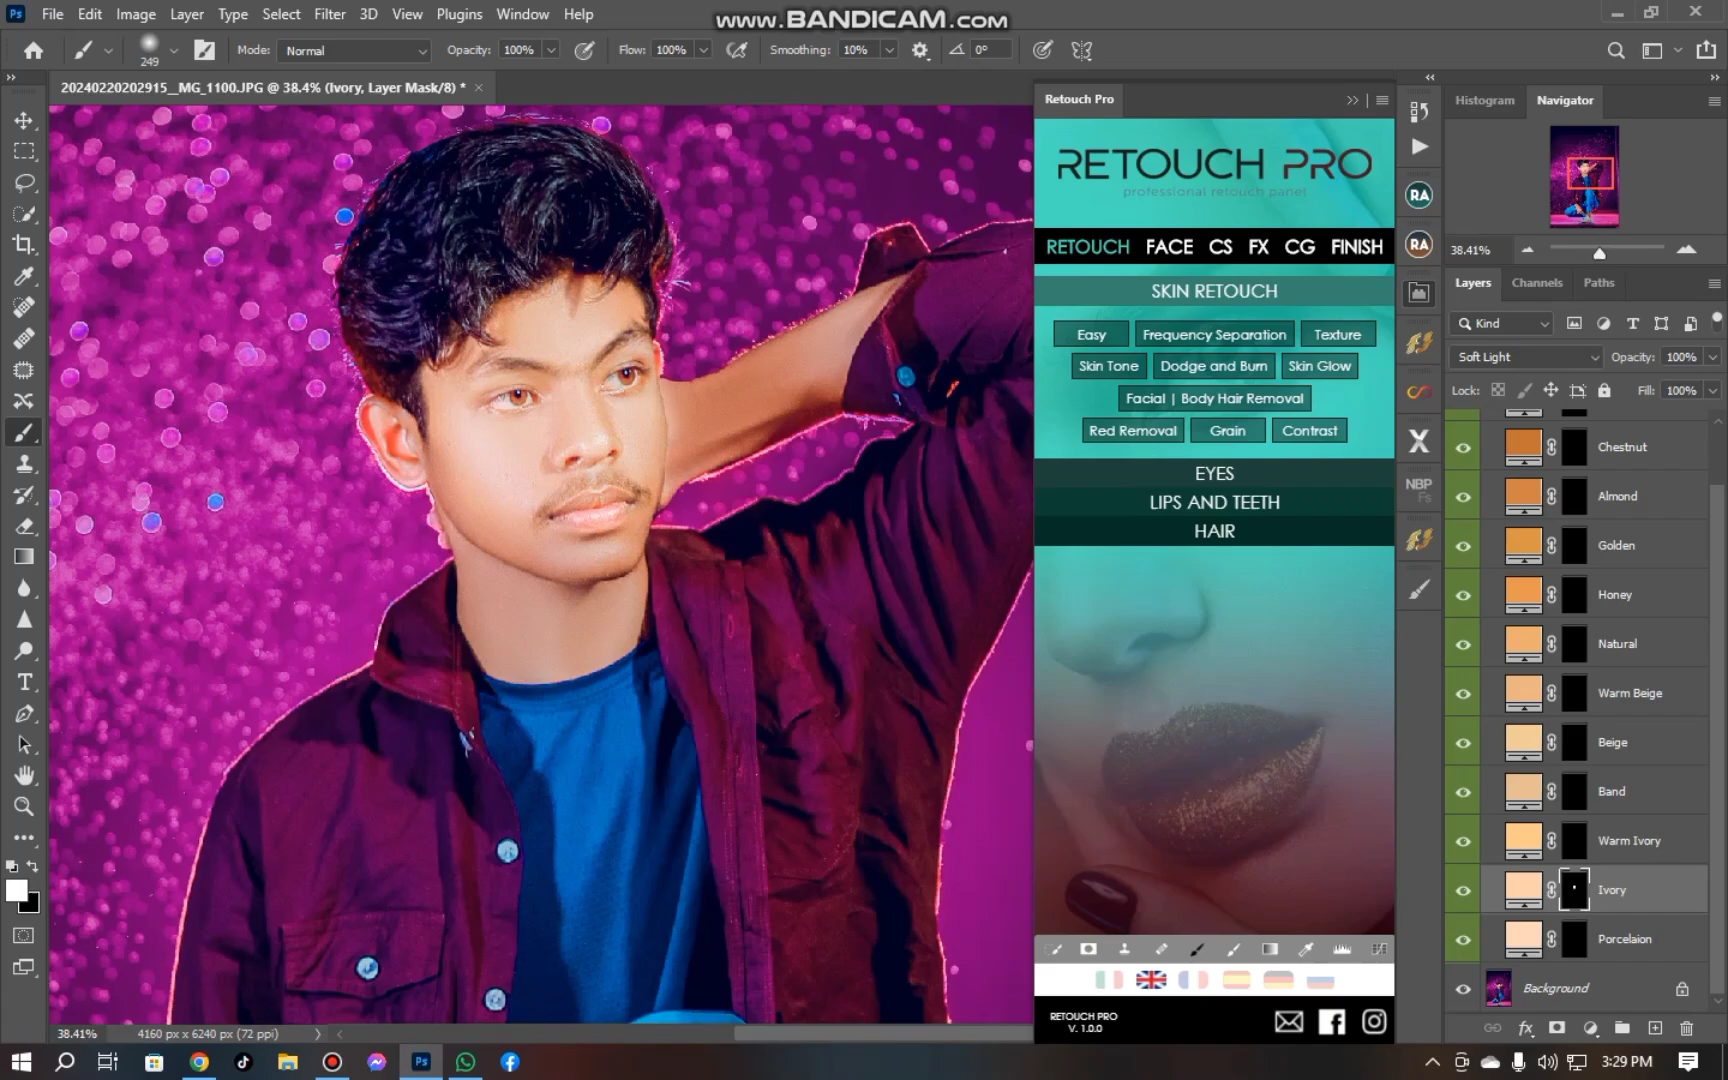 Ps File Edit Image Layer Type Select Filter 3D View Plugins Window Help
www.BANDICAM.com
249 Mode: Normal Opacity: 100% Flow: 100% Smoothing: 10% 0°
20240220202915__MG_1100.JPG @ 38.4% (Ivory, Layer Mask/8) *
Retouch Pro
RETOUCH PRO
professional retouch panel
RETOUCH FACE CS FX CG FINISH
SKIN RETOUCH
Easy Frequency Separation Texture
Skin Tone Dodge and Burn Skin Glow
Facial | Body Hair Removal
Red Removal Grain Contrast
EYES
LIPS AND TEETH
HAIR
RETOUCH PRO
V. 1.0.0
RA
RA
X
NBP
Fs
Histogram Navigator
38.41%
Layers Channels Paths
Kind
Soft Light Opacity: 100%
Lock: Fill: 100%
Chestnut
Almond
Golden
Honey
Natural
Warm Beige
Beige
Band
Warm Ivory
Ivory
Porcelaion
Background
fx
38.41% 4160 px x 6240 px (72 ppi)
Ps
3:29 PM